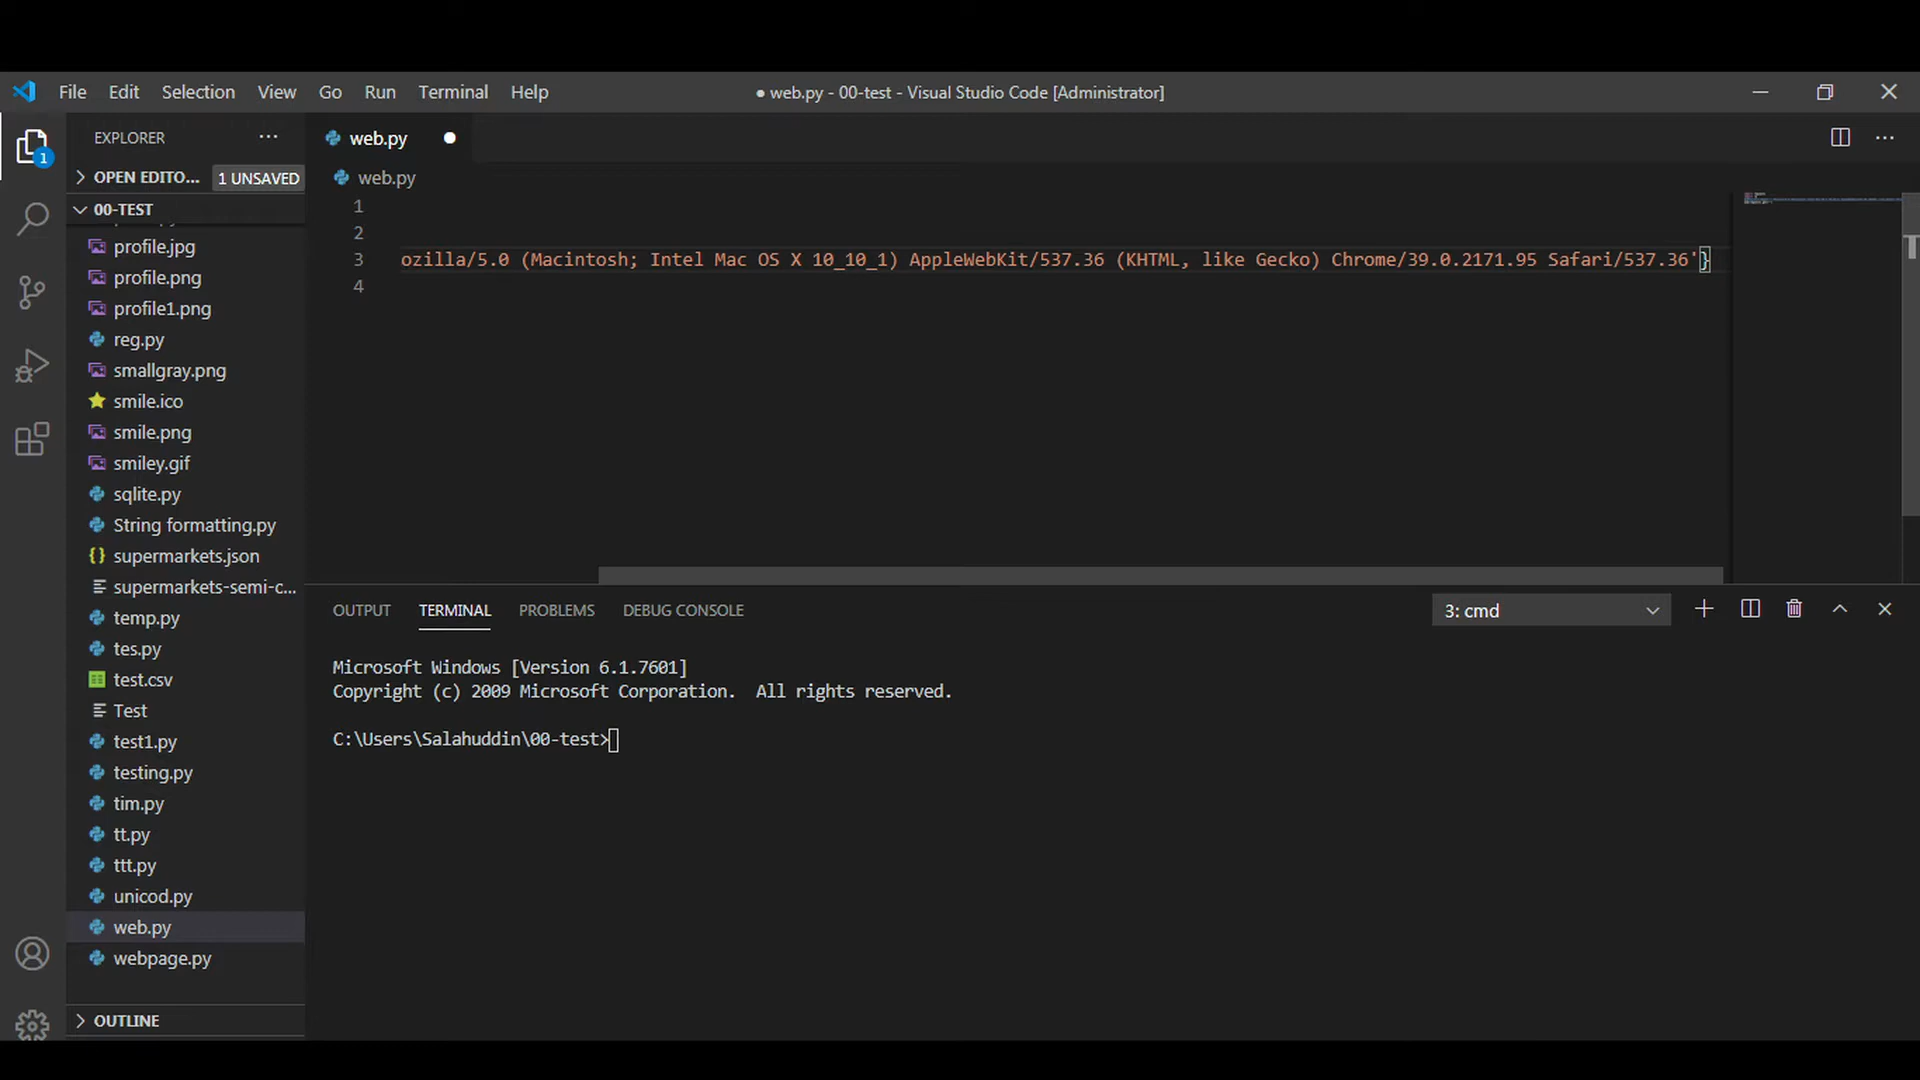 File Edit Selection View Go Run Terminal Help
● web.py - 00-test - Visual Studio Code [Administrator]
EXPLORER
web.py
1
OPEN EDITO... 1 UNSAVED
web.py
00-TEST
1
2
3 ozilla/5.0 (Macintosh; Intel Mac OS X 10_10_1) AppleWebKit/537.36 (KHTML, like Gecko) Chrome/39.0.2171.95 Safari/537.36'}
4
profile.jpg
profile.png
profile1.png
reg.py
smallgray.png
smile.ico
smile.png
smiley.gif
sqlite.py
String formatting.py
supermarkets.json
supermarkets-semi-c...
temp.py
tes.py
test.csv
Test
test1.py
testing.py
tim.py
tt.py
ttt.py
unicod.py
web.py
webpage.py
OUTLINE
OUTPUT TERMINAL PROBLEMS DEBUG CONSOLE
3: cmd
Microsoft Windows [Version 6.1.7601]
Copyright (c) 2009 Microsoft Corporation.  All rights reserved.
C:\Users\Salahuddin\00-test>